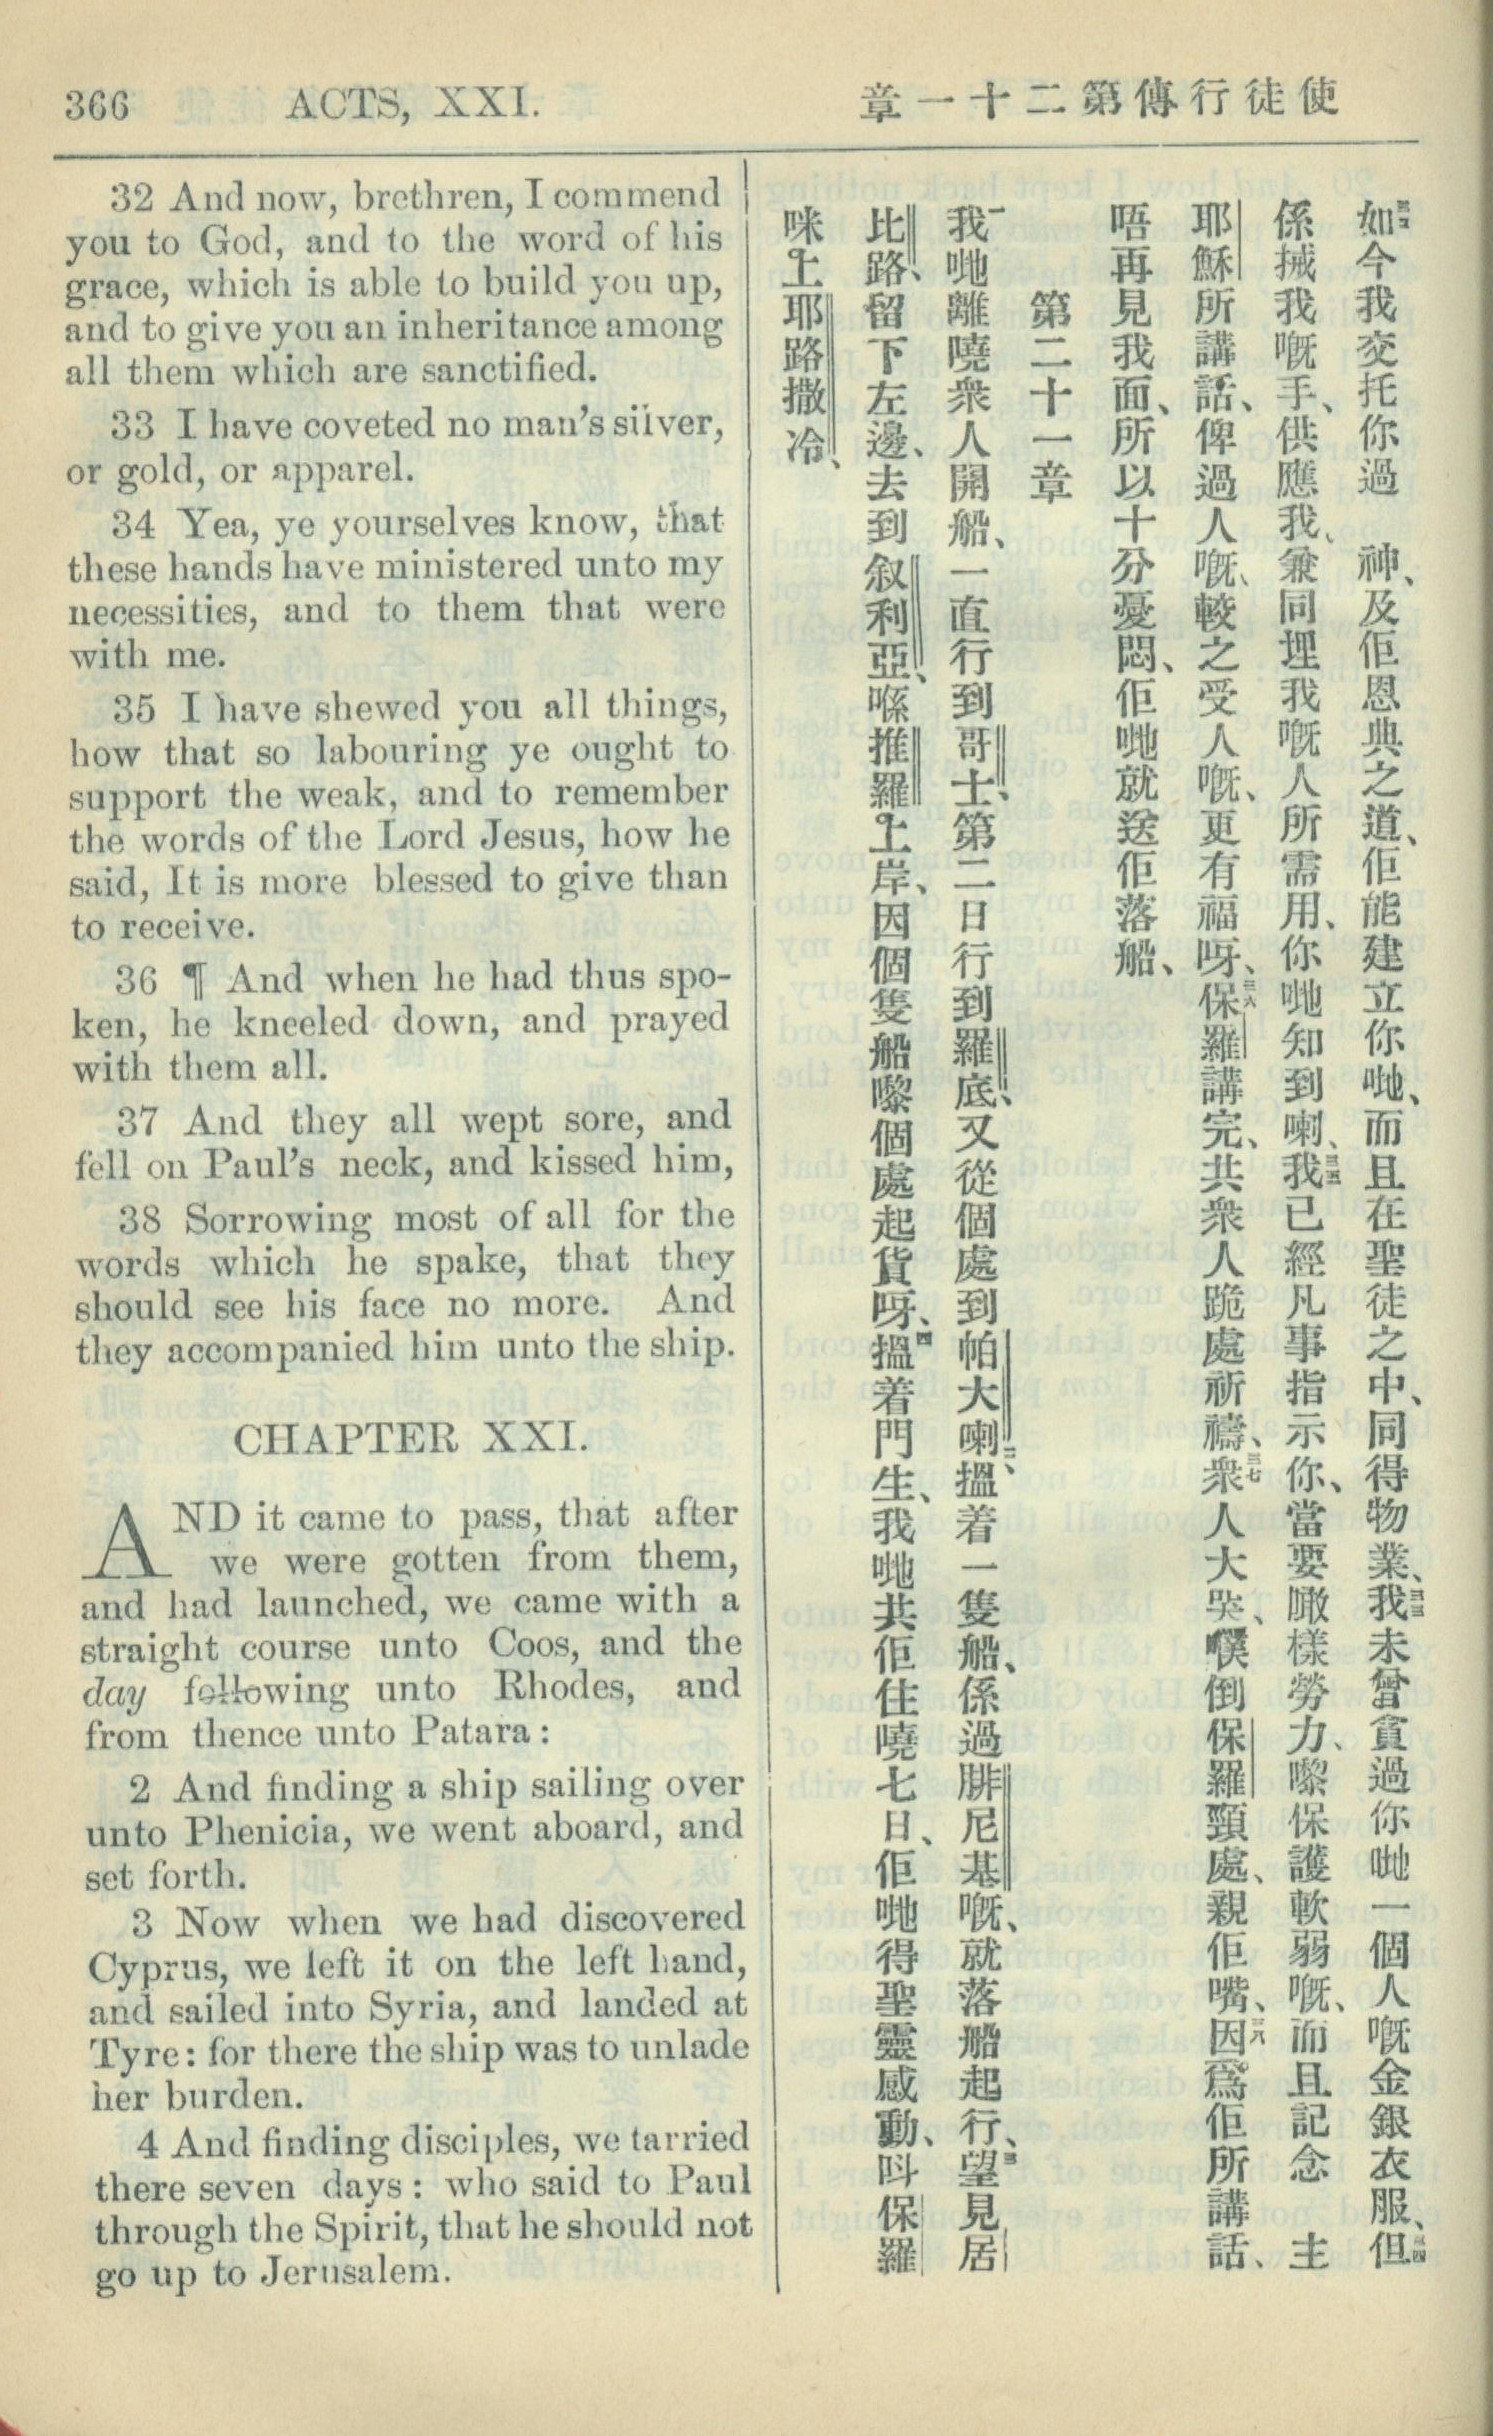 366 ACTS, XXI.
使徒行傳第二十一章
32 And now, brethren, I commend
you to God, and to the word of his
grace, which is able to build you up,
and to give you an inheritance among
all them which are sanctified.
33 I have coveted no man's silver,
or gold, or apparel.
34 Yea, ye yourselves know, that
these hands have ministered unto my
necessities, and to them that were
with me.
35 I have shewed you all things,
how that so labouring ye ought to
support the weak, and to remember
the words of the Lord Jesus, how he
said, It is more blessed to give than
to receive.
36 ¶ And when he had thus spo-
ken, he kneeled down, and prayed
with them all.
37 And they all wept sore, and
fell on Paul's neck, and kissed him,
38 Sorrowing most of all for the
words which he spake, that they
should see his face no more. And
they accompanied him unto the ship.
CHAPTER XXI.
AND it came to pass, that after
we were gotten from them,
and had launched, we came with a
straight course unto Coos, and the
day following unto Rhodes, and
from thence unto Patara:
2 And finding a ship sailing over
unto Phenicia, we went aboard, and
set forth.
3 Now when we had discovered
Cyprus, we left it on the left hand,
and sailed into Syria, and landed at
Tyre: for there the ship was to unlade
her burden.
4 And finding disciples, we tarried
there seven days: who said to Paul
through the Spirit, that he should not
go up to Jerusalem.
三二如今我交托你過 神、及佢恩典之道、佢能建立你哋、而且在聖徒之中、同得物業、三三我未曾貪過你哋一個人嘅金銀衣服、三四但
係搣我嘅手、供應我、兼同埋我嘅人所需用、你哋知到喇、三五我已經凡事指示你、當要噉樣勞力、嚟保護軟弱嘅、而且記念 主
耶穌所講話、俾過人嘅、較之受人嘅、更有福呀、三六保羅講完、共衆人跪處祈禱、三七衆人大哭、㒒倒保羅頸處、親佢嘴、三八因爲佢所講話、
唔再見我面、所以十分憂悶、佢哋就送佢落船、
第二十一章
一我哋離嘵衆人開船、一直行到哥士、第二日行到羅底、又從個處到帕大喇、二搵着一隻船、係過腓尼基嘅、就落船起行、三望見居
比路、留下左邊、去到叙利亞、喺推羅上岸、因個隻船嚟個處起貨呀、四搵着門生、我哋共佢住嘵七日、佢哋得聖靈感動、呌保羅
咪上耶路撒冷、